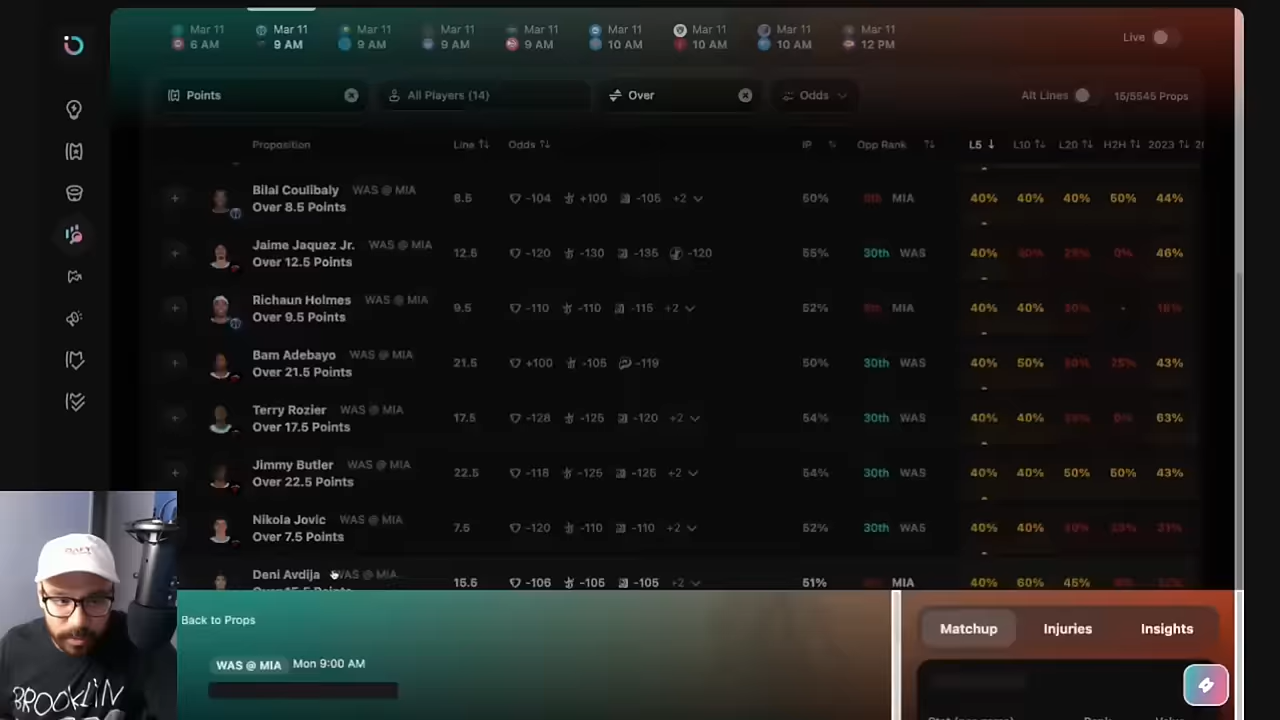 Mar 11 Mar 11 Mar 11 Mar 11 Mar 11 Mar 11 Mar 11 Mar 11 Mar 11
6 AM 9 AM 9 AM 9 AM 9 AM 10 AM 10 AM 10 AM 12 PM
Live
Points All Players (14) Over Odds Alt Lines 15/5545 Props
Proposition Line Odds IP Opp Rank L5 L10 L20 H2H 2023
Bilal Coulibaly WAS @ MIA
Over 8.5 Points 8.5 -104 +100 -105 +2 50% MIA 40% 40% 40% 50% 44%
Jaime Jaquez Jr. WAS @ MIA
Over 12.5 Points 12.5 -120 -130 -135 -120 55% 30th WAS 40% 0% 46%
Richaun Holmes WAS @ MIA
Over 9.5 Points 9.5 -110 -110 -115 +2 52% MIA 40% 40% -
Bam Adebayo WAS @ MIA
Over 21.5 Points 21.5 +100 -105 -119 50% 30th WAS 40% 50% 25% 43%
Terry Rozier WAS @ MIA
Over 17.5 Points 17.5 -128 -125 -120 +2 54% 30th WAS 40% 40% 0% 63%
Jimmy Butler WAS @ MIA
Over 22.5 Points 22.5 -118 -125 -125 +2 54% 30th WAS 40% 40% 50% 50% 43%
Nikola Jovic WAS @ MIA
Over 7.5 Points 7.5 -120 -110 -110 +2 52% 30th WAS 40% 40%
Deni Avdija WAS @ MIA
15.5 -106 -105 -105 +2 51% MIA 40% 60% 45%
Back to Props
WAS @ MIA Mon 9:00 AM
Matchup Injuries Insights
BROOKLIN